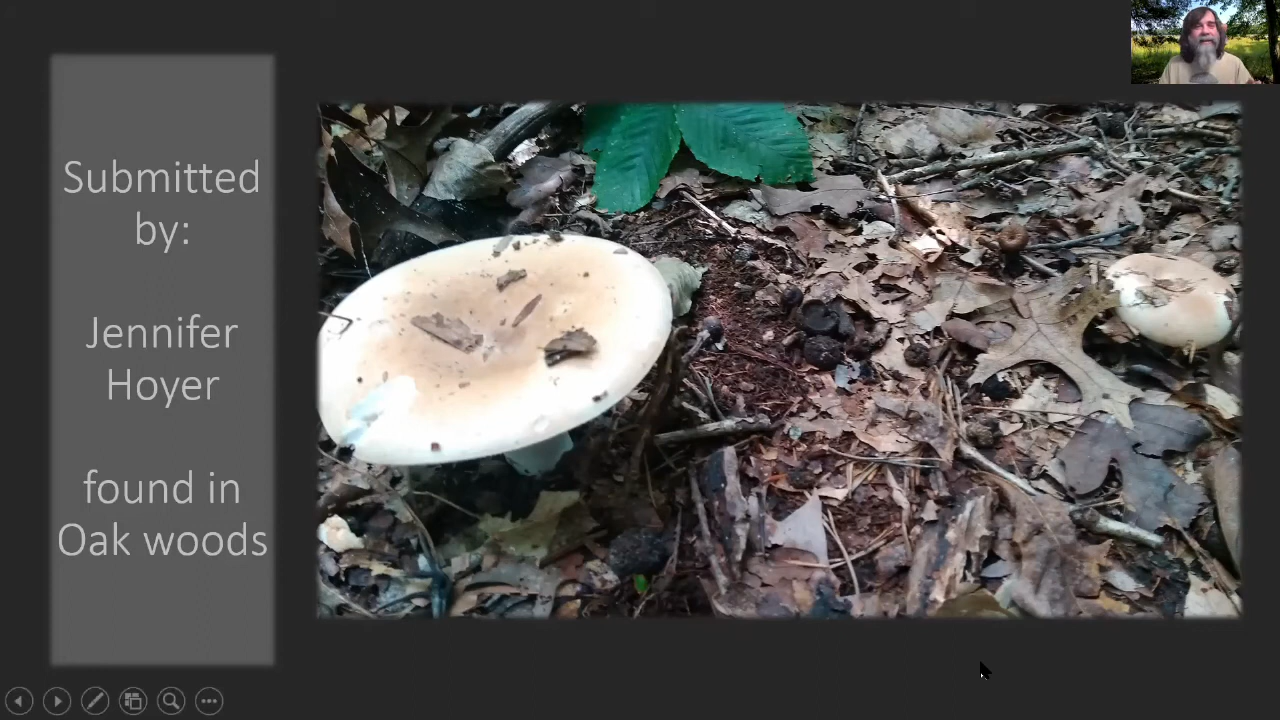 Submitted
by:
Jennifer
Hoyer
found in
Oak woods